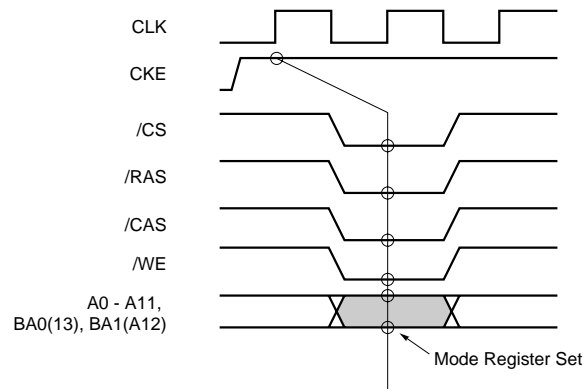 CLK
CKE
/CS
/RAS
/CAS
/WE
A0 - A11,
BA0(13), BA1(A12)
Mode Register Set